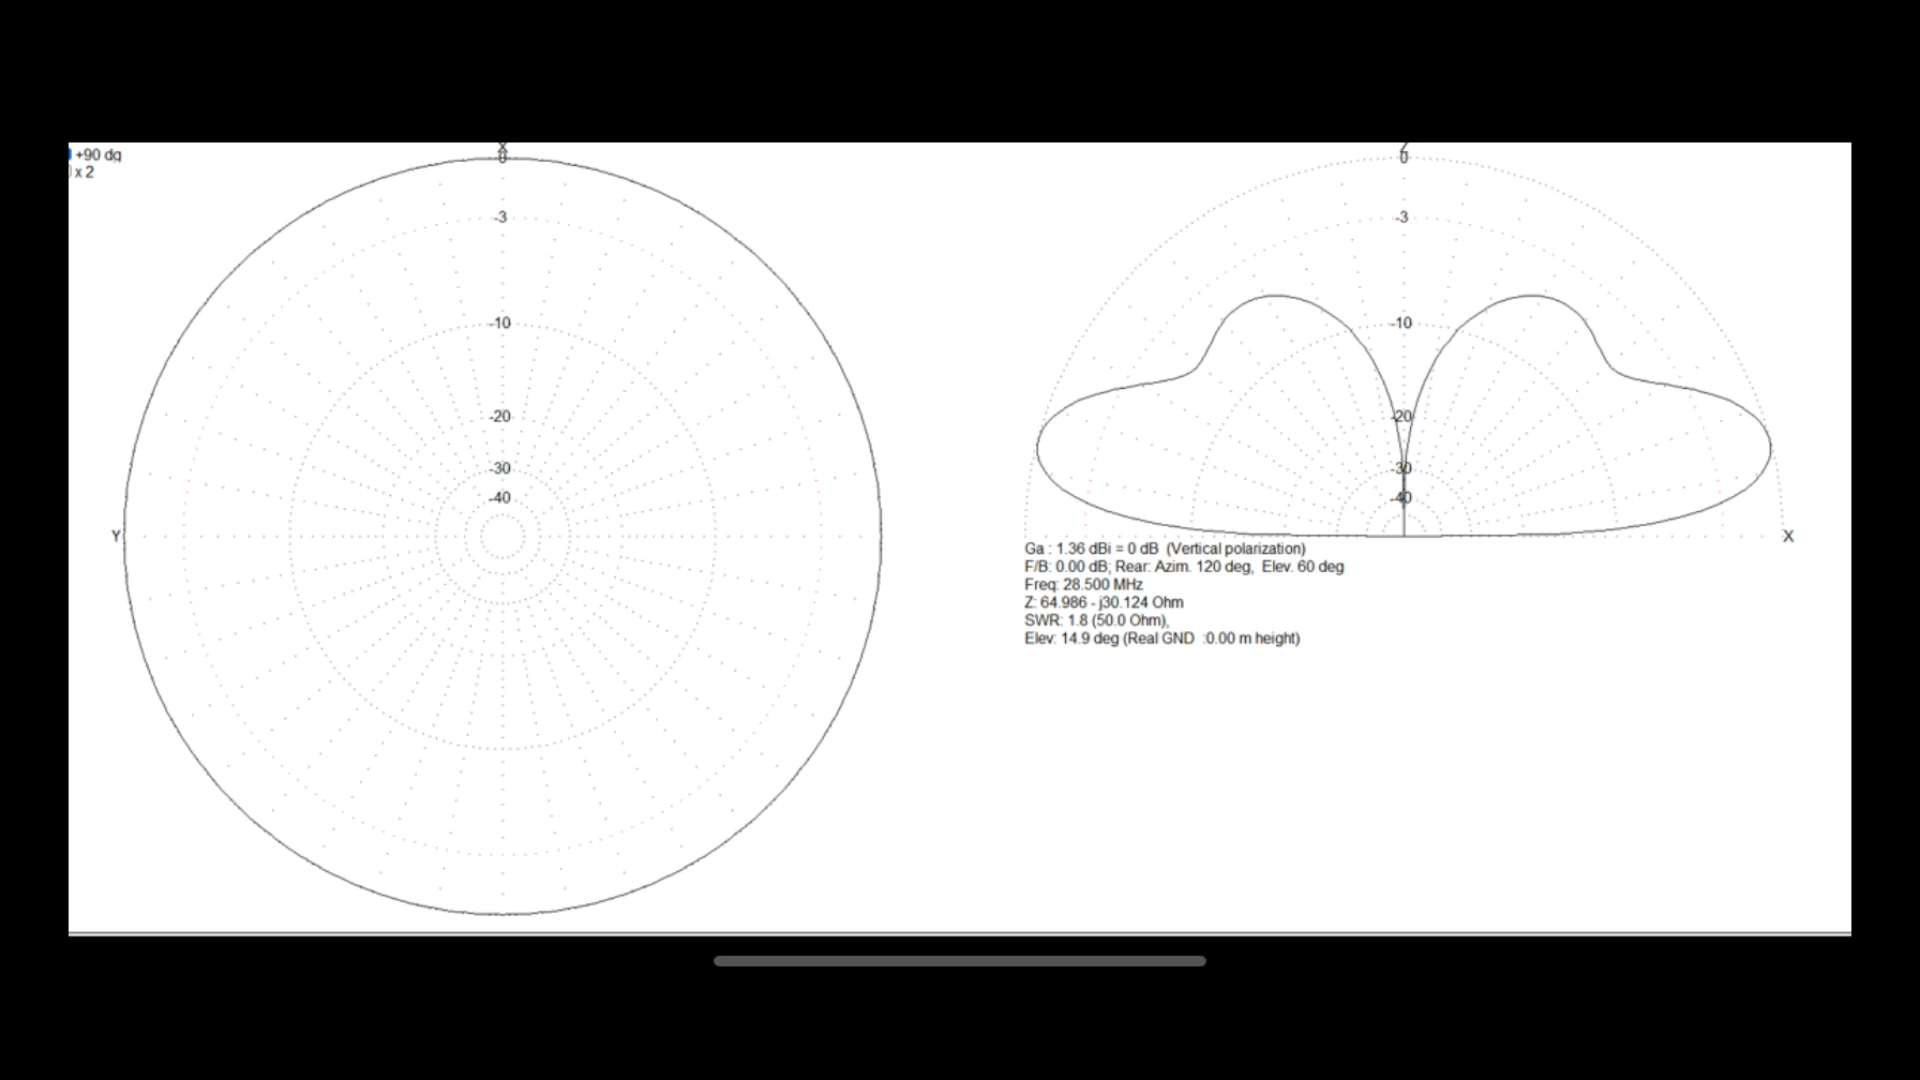 +90 dg
x 2
X
0
-3
-10
-20
-30
-40
Y
Z
0
-3
-10
-20
-30
-40
X
Ga : 1.36 dBi = 0 dB (Vertical polarization)
F/B: 0.00 dB; Rear: Azim. 120 deg, Elev. 60 deg
Freq: 28.500 MHz
Z: 64.986 - j30.124 Ohm
SWR: 1.8 (50.0 Ohm),
Elev: 14.9 deg (Real GND :0.00 m height)